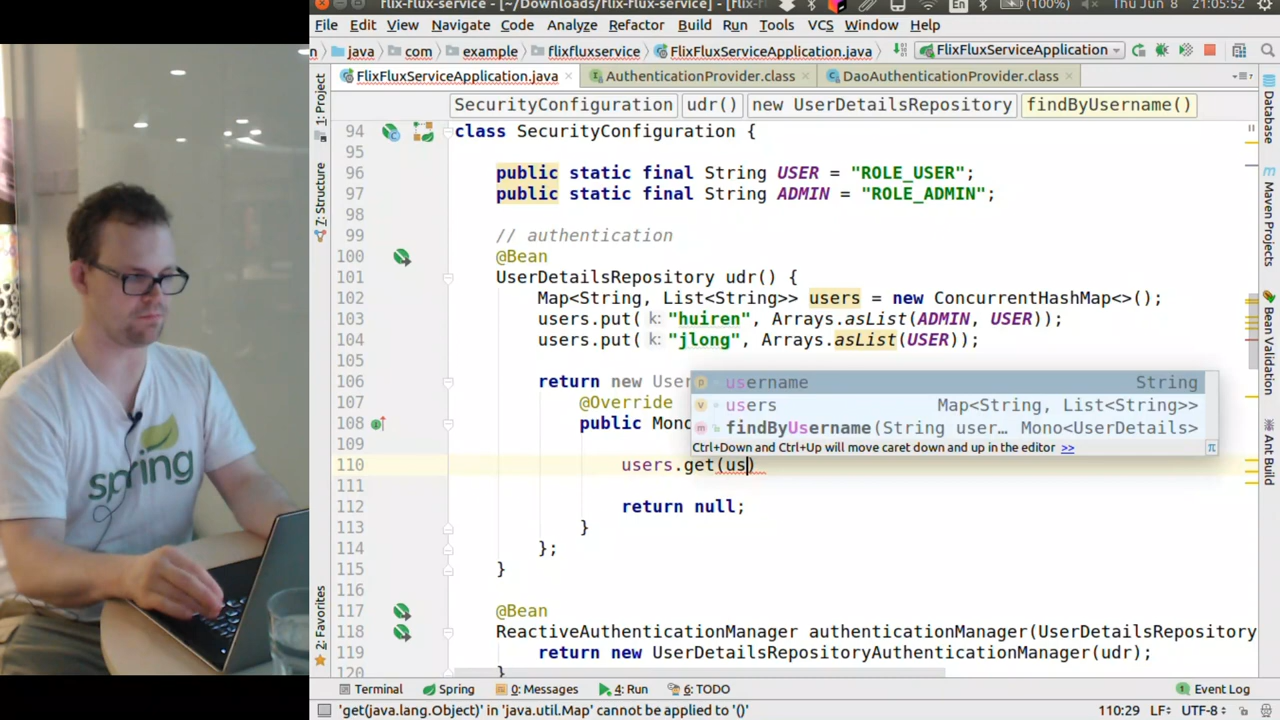 flix-flux-service - [~/Downloads/flix-flux-service] - [flix-f
En
(100%)
Thu Jun 8
21:05:52
File Edit View Navigate Code Analyze Refactor Build Run Tools VCS Window Help
java com example flixfluxservice FlixFluxServiceApplication.java FlixFluxServiceApplication
FlixFluxServiceApplication.java AuthenticationProvider.class DaoAuthenticationProvider.class
SecurityConfiguration udr() new UserDetailsRepository findByUsername()
94 class SecurityConfiguration {
95
96 public static final String USER = "ROLE_USER";
97 public static final String ADMIN = "ROLE_ADMIN";
98
99 // authentication
100 @Bean
101 UserDetailsRepository udr() {
102 Map<String, List<String>> users = new ConcurrentHashMap<>();
103 users.put( k: "huiren", Arrays.asList(ADMIN, USER));
104 users.put( k: "jlong", Arrays.asList(USER));
105
106 return new User
107 @Override
108 public Mono
109
110 users.get(us)
111
112 return null;
113 }
114 };
115 }
116
117 @Bean
118 ReactiveAuthenticationManager authenticationManager(UserDetailsRepository
119 return new UserDetailsRepositoryAuthenticationManager(udr);
120 }
username String
users Map<String, List<String>>
findByUsername(String user… Mono<UserDetails>
Ctrl+Down and Ctrl+Up will move caret down and up in the editor >>
1: Project
7: Structure
2: Favorites
Database
Maven Projects
Bean Validation
Ant Build
spring
Terminal Spring 0: Messages 4: Run 6: TODO 1 Event Log
'get(java.lang.Object)' in 'java.util.Map' cannot be applied to '()' 110:29 LF÷ UTF-8÷